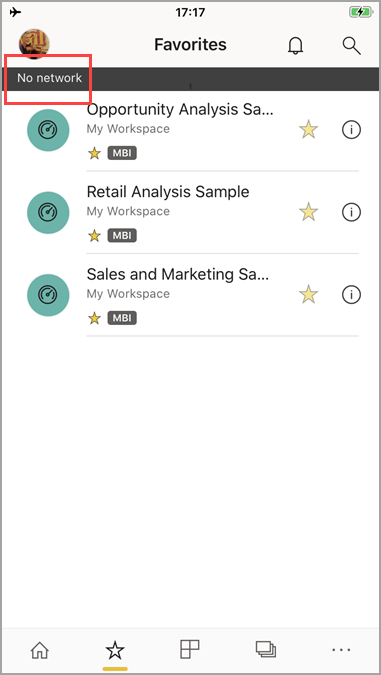 17:17
Favorites
No network
Opportunity Analysis Sa...
My Workspace
MBI
Retail Analysis Sample
My Workspace
MBI
Sales and Marketing Sa...
My Workspace
MBI